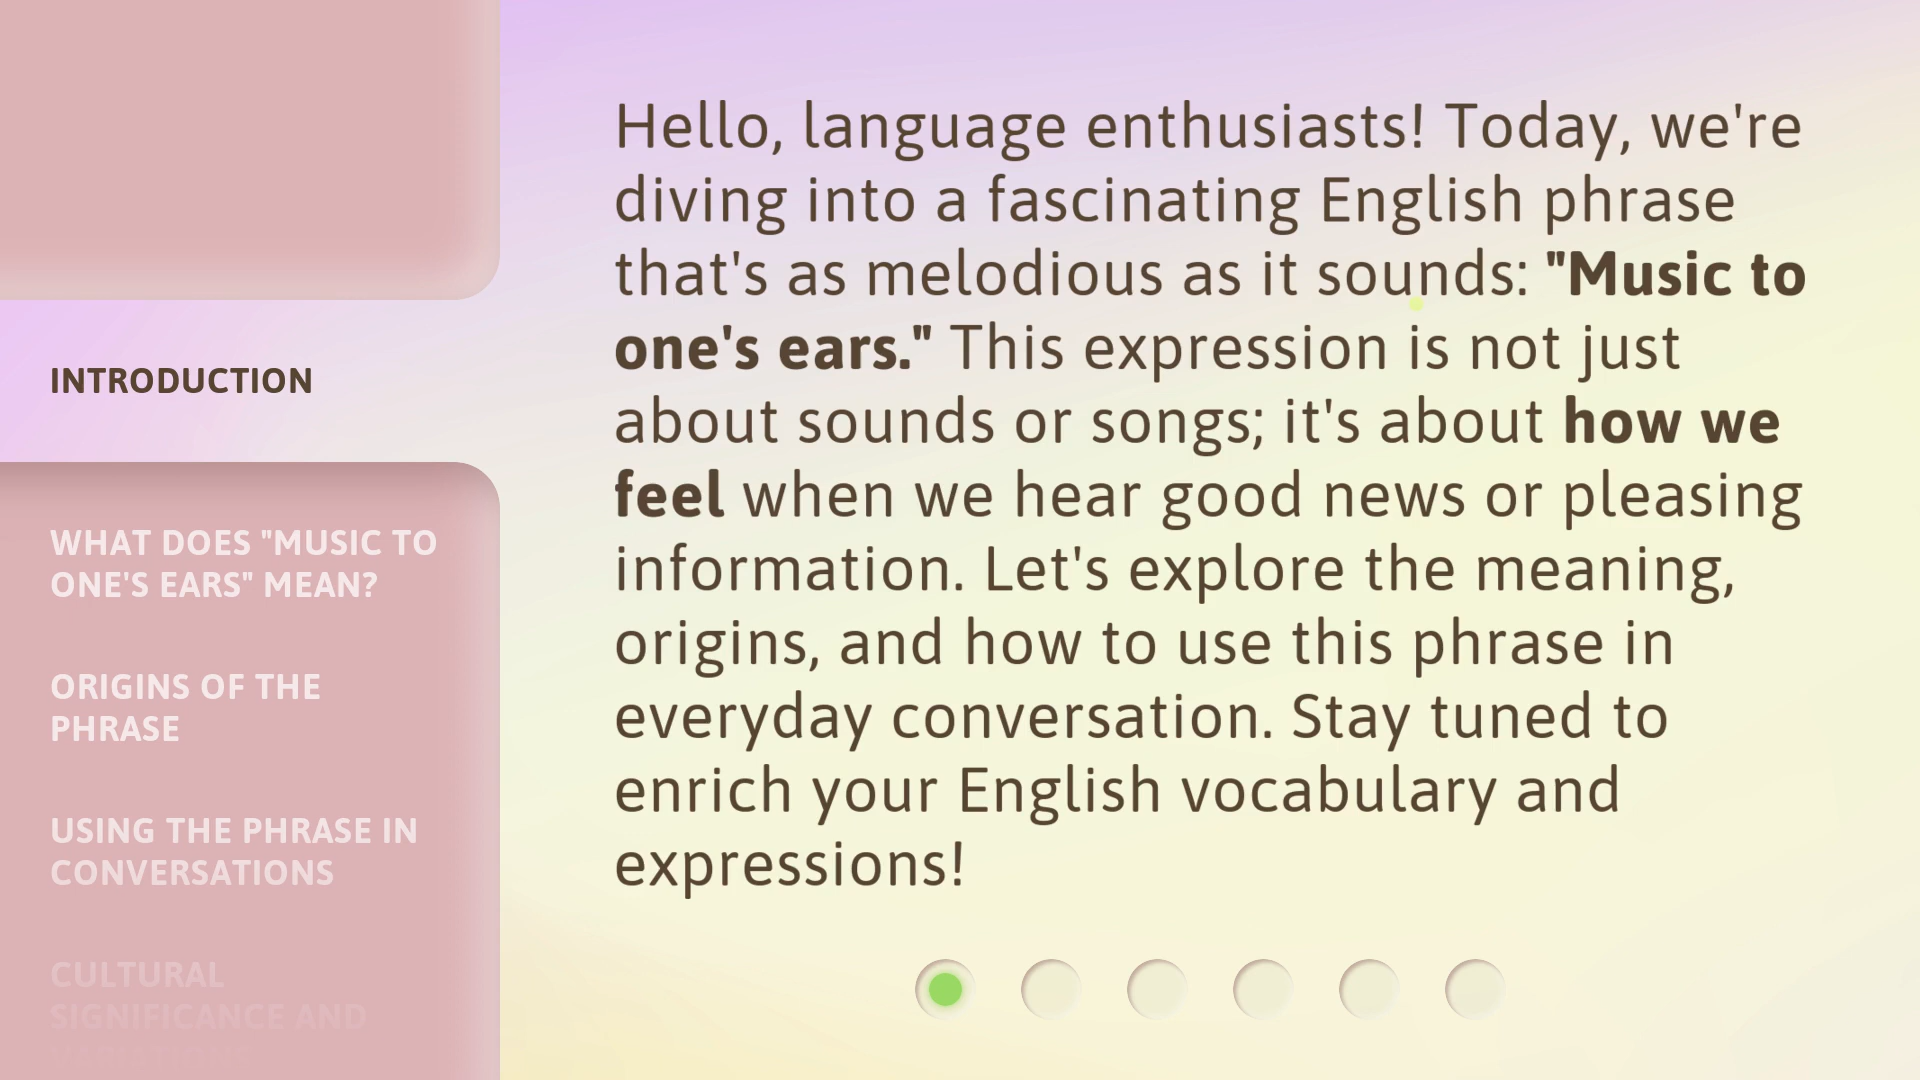 INTRODUCTION
WHAT DOES "MUSIC TO
ONE'S EARS" MEAN?
ORIGINS OF THE
PHRASE
USING THE PHRASE IN
CONVERSATIONS
CULTURAL
SIGNIFICANCE AND
VARIATIONS
Hello, language enthusiasts! Today, we're
diving into a fascinating English phrase
that's as melodious as it sounds: "Music to
one's ears." This expression is not just
about sounds or songs; it's about how we
feel when we hear good news or pleasing
information. Let's explore the meaning,
origins, and how to use this phrase in
everyday conversation. Stay tuned to
enrich your English vocabulary and
expressions!